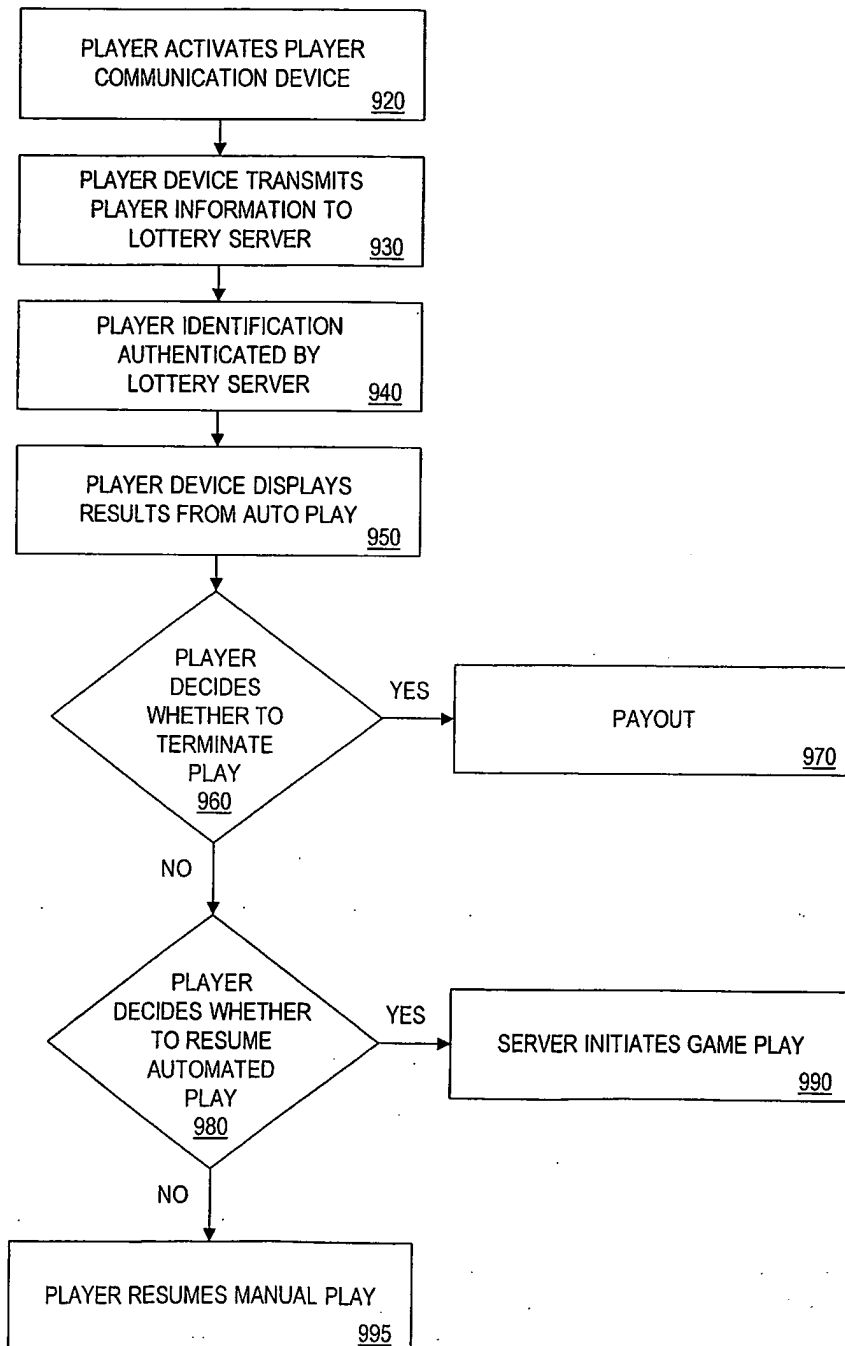 PLAYER ACTIVATES PLAYER
COMMUNICATION DEVICE
920
PLAYER DEVICE TRANSMITS
PLAYER INFORMATION TO
LOTTERY SERVER
930
PLAYER IDENTIFICATION
AUTHENTICATED BY
LOTTERY SERVER
940
PLAYER DEVICE DISPLAYS
RESULTS FROM AUTO PLAY
950
PLAYER
DECIDES
WHETHER TO
TERMINATE
PLAY
960
YES
PAYOUT
970
NO
PLAYER
DECIDES WHETHER
TO RESUME
AUTOMATED
PLAY
980
YES
SERVER INITIATES GAME PLAY
990
NO
PLAYER RESUMES MANUAL PLAY
995